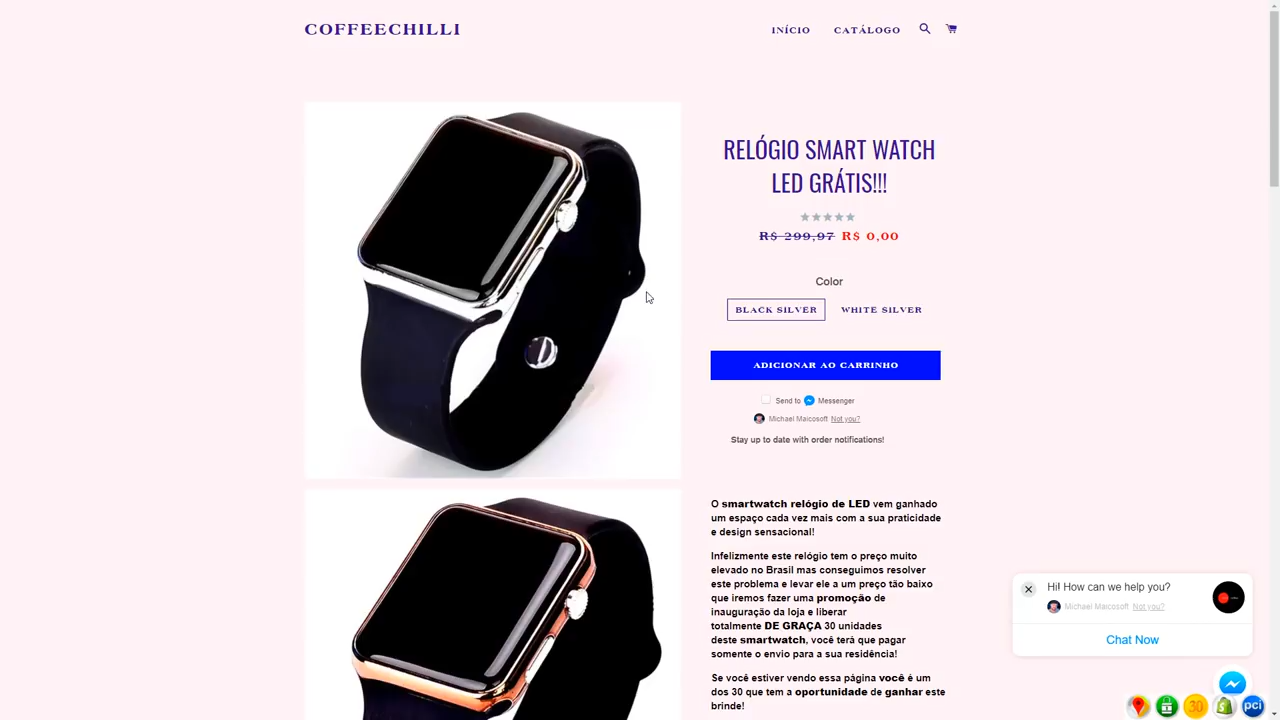 COFFEECHILLI
INÍCIO CATÁLOGO
RELÓGIO SMART WATCH
LED GRÁTIS!!!
R$ 299,97 R$ 0,00
Color
BLACK SILVER WHITE SILVER
ADICIONAR AO CARRINHO
Send to Messenger
Michael Maicosoft Not you?
Stay up to date with order notifications!
O smartwatch relógio de LED vem ganhado
um espaço cada vez mais com a sua praticidade
e design sensacional!
Infelizmente este relógio tem o preço muito
elevado no Brasil mas conseguimos resolver
este problema e levar ele a um preço tão baixo
que iremos fazer uma promoção de
inauguração da loja e liberar
totalmente DE GRAÇA 30 unidades
deste smartwatch, você terá que pagar
somente o envio para a sua residência!
Se você estiver vendo essa página você é um
dos 30 que tem a oportunidade de ganhar este
brinde!
Hi! How can we help you?
Michael Maicosoft Not you?
Chat Now
30
pci